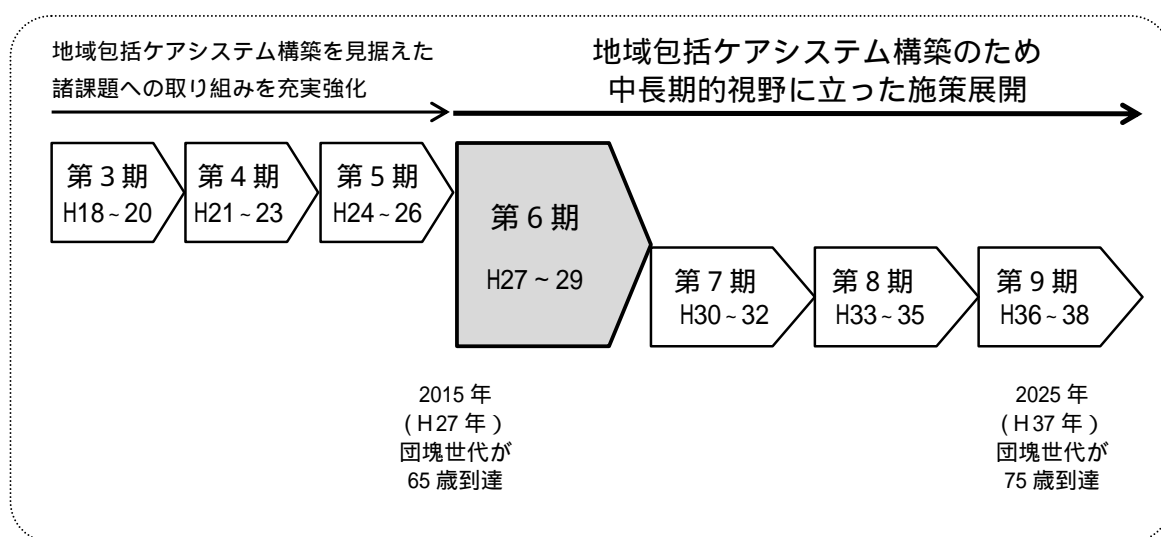 地域包括ケアシステム構築を見据えた
諸課題への取り組みを充実強化
地域包括ケアシステム構築のため
中長期的視野に立った施策展開
第3期
H18~20
第4期
H21~23
第5期
H24~26
第6期
H27~29
第7期
H30~32
第8期
H33~35
第9期
H36~38
2015年
(H27年)
団塊世代が
65歳到達
2025年
(H37年)
団塊世代が
75歳到達